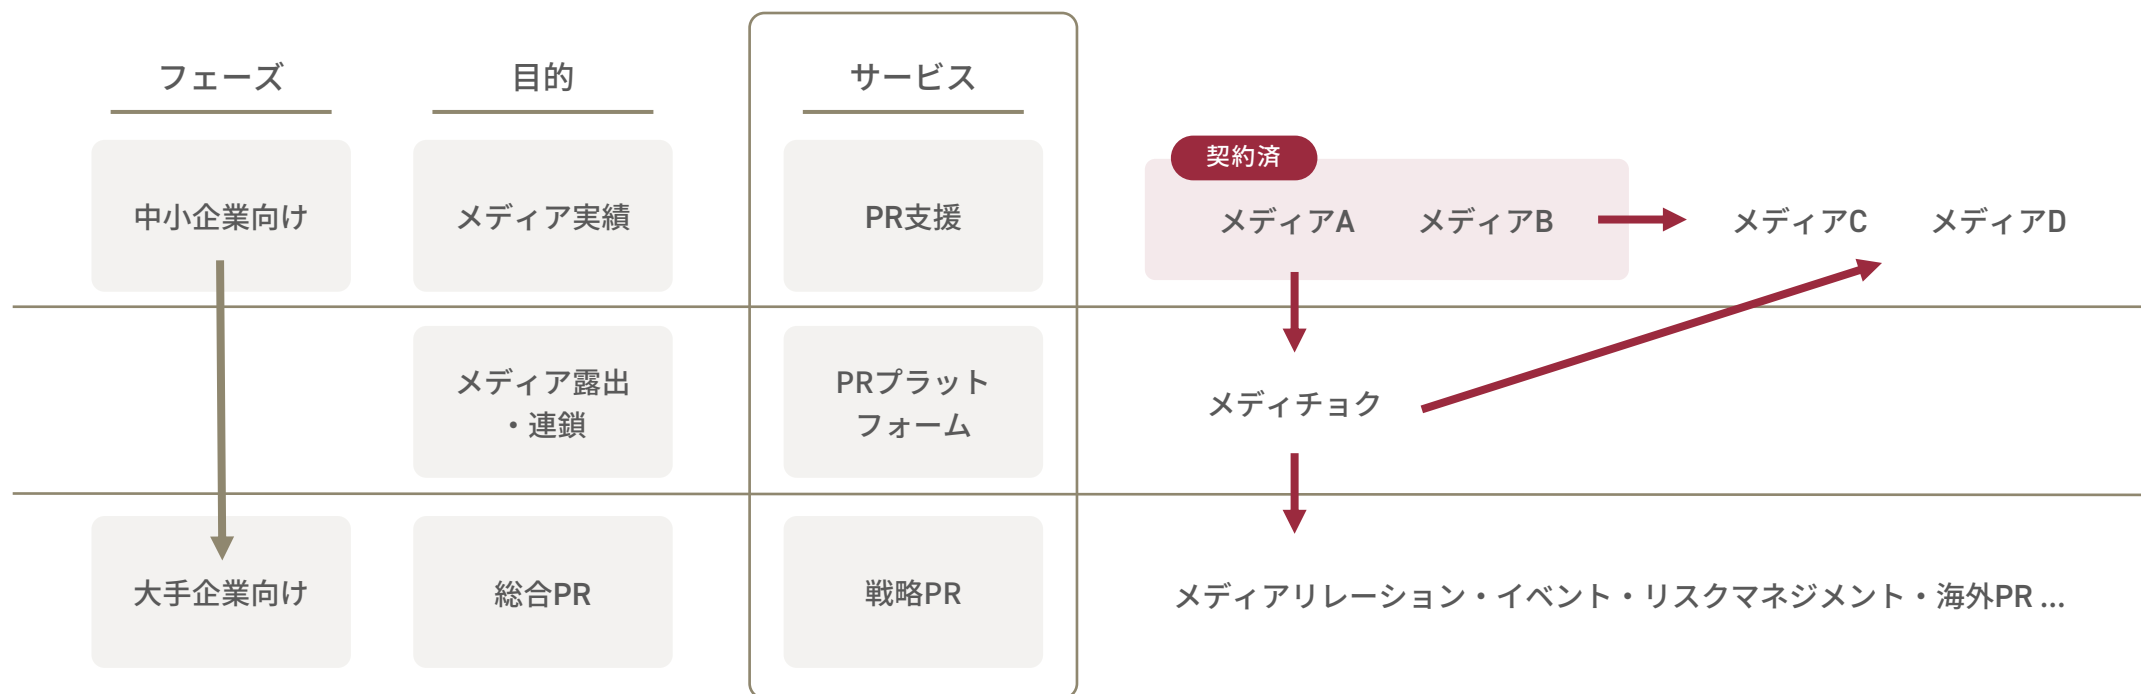 フェーズ
目的
サービス
中小企業向け
メディア実績
PR支援
契約済
メディアA
メディアB
メディアC
メディアD
メディア露出
・連鎖
PRプラット
フォーム
メディチョク
大手企業向け
総合PR
戦略PR
メディアリレーション・イベント・リスクマネジメント・海外PR ...